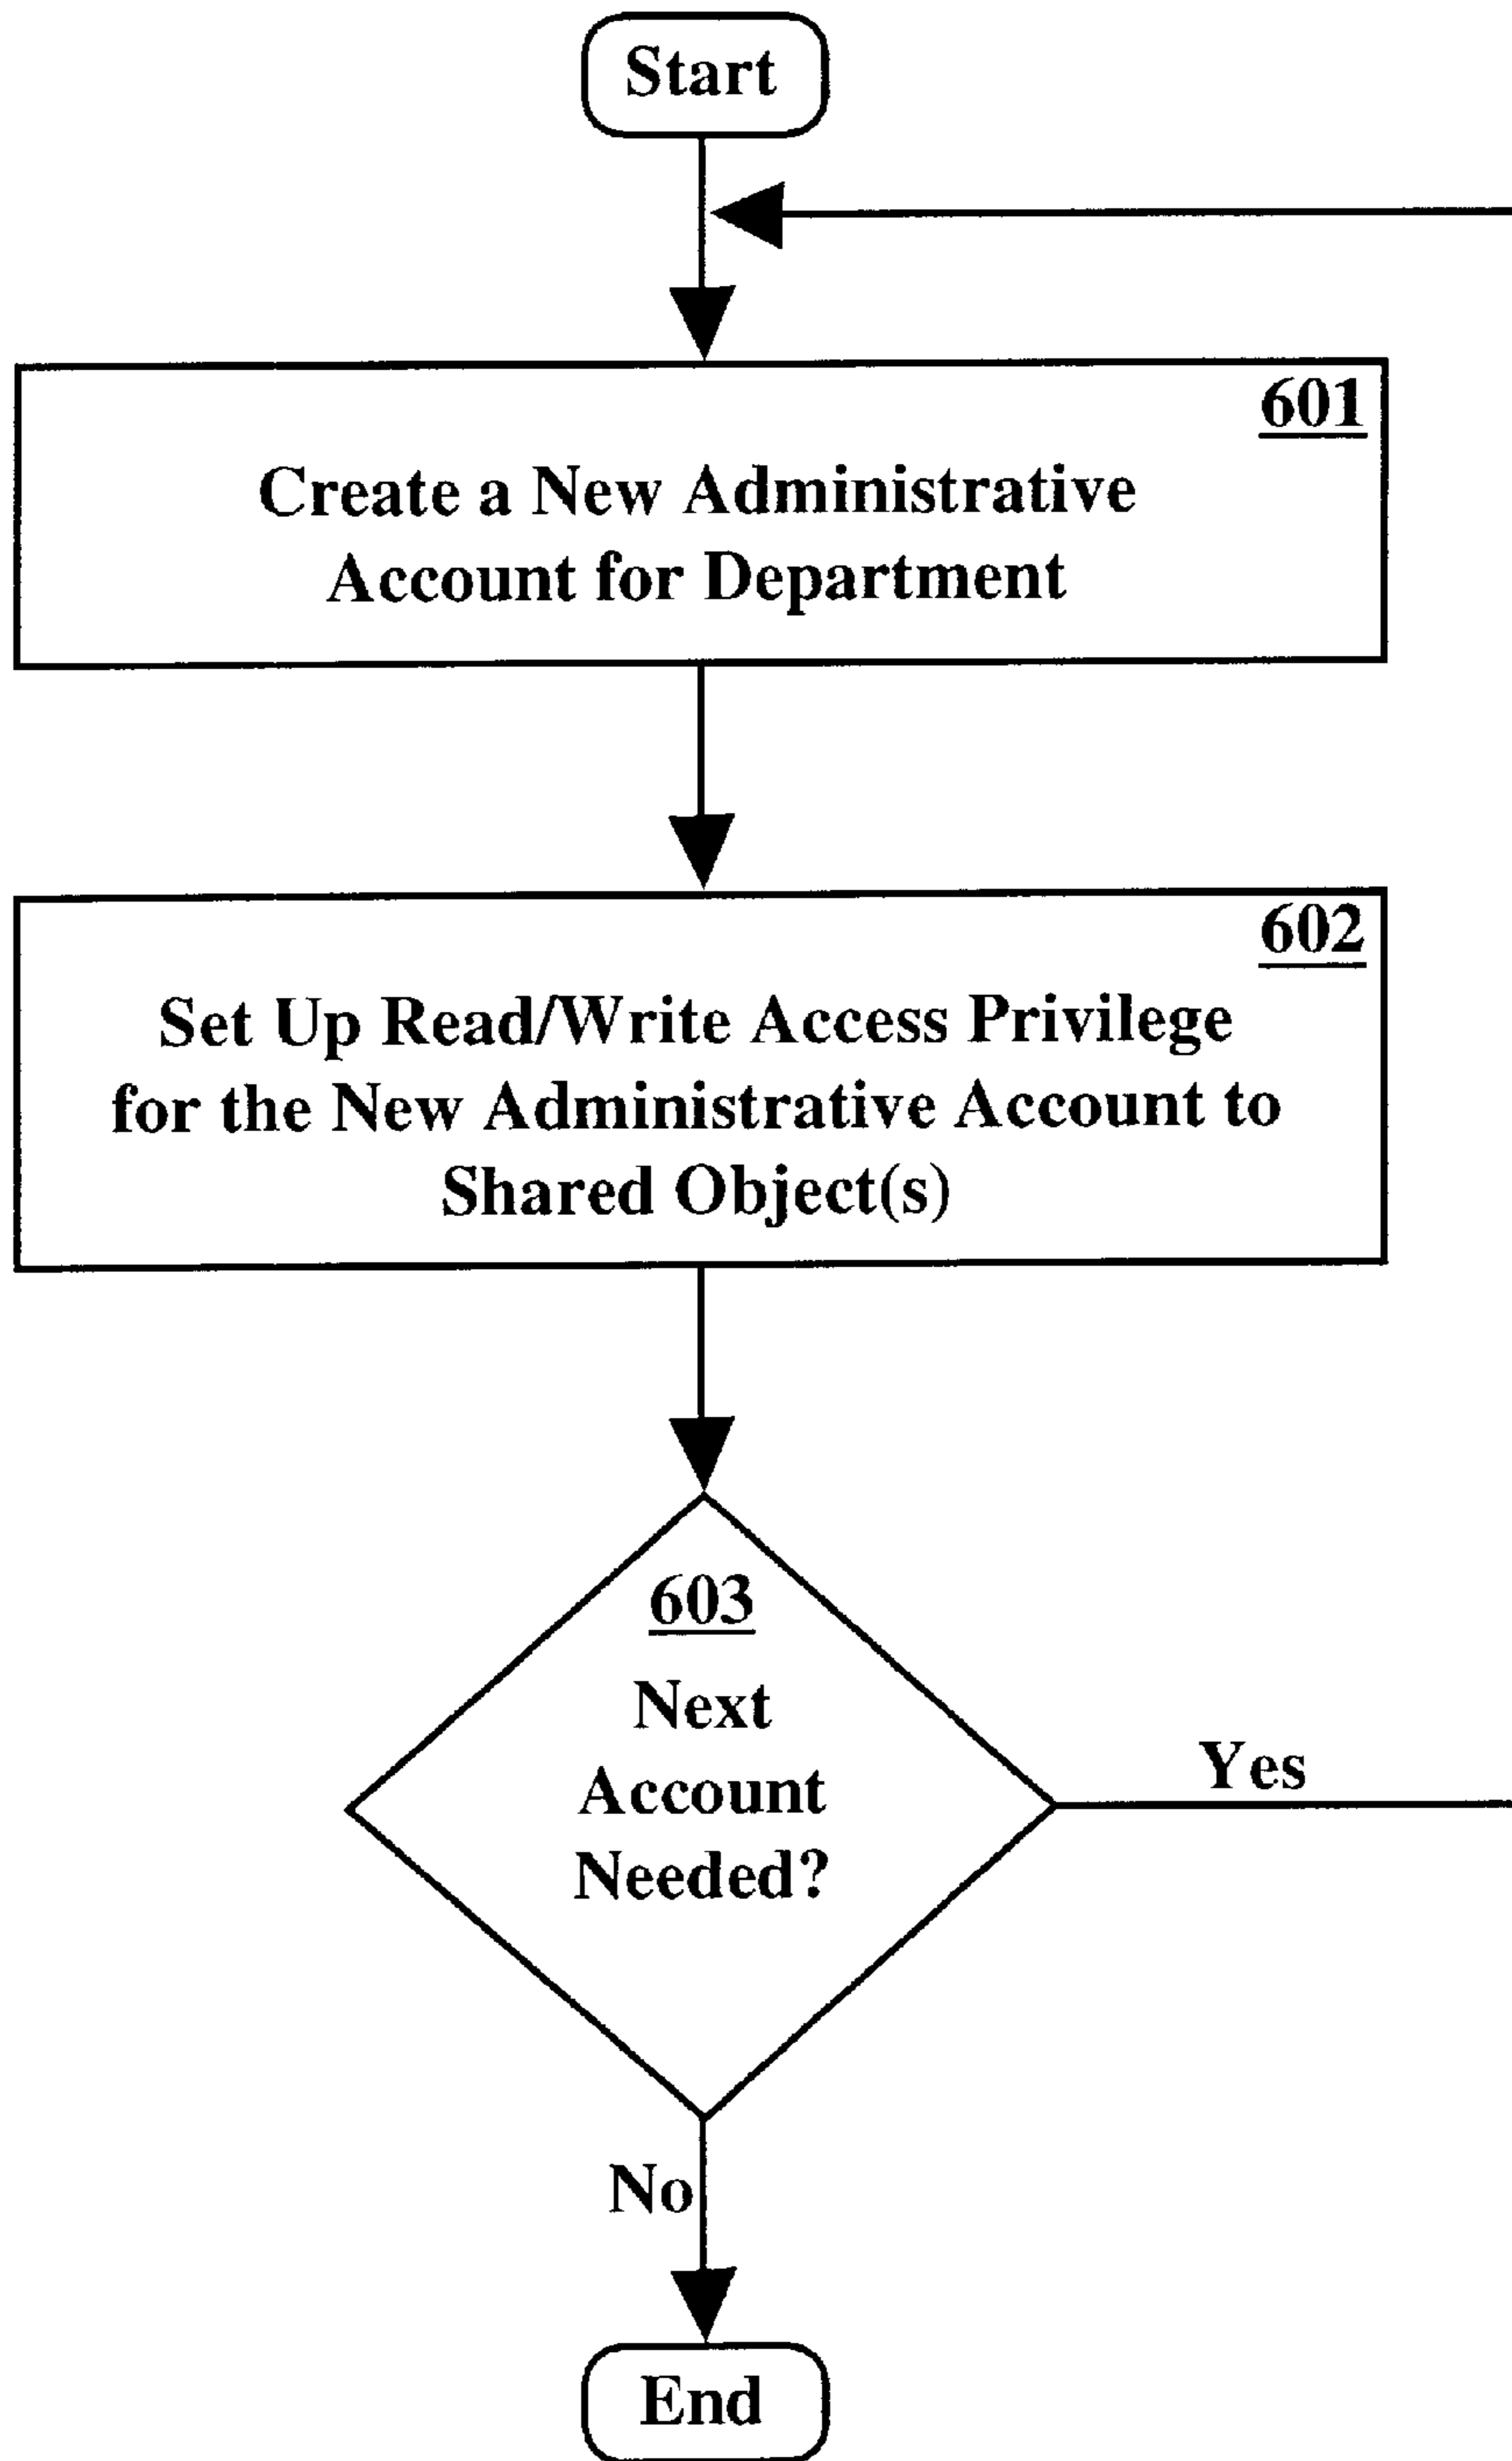 Start
601
Create a New Administrative
Account for Department
602
Set Up Read/Write Access Privilege
for the New Administrative Account to
Shared Object(s)
603
Next
Account
Needed?
Yes
No
End